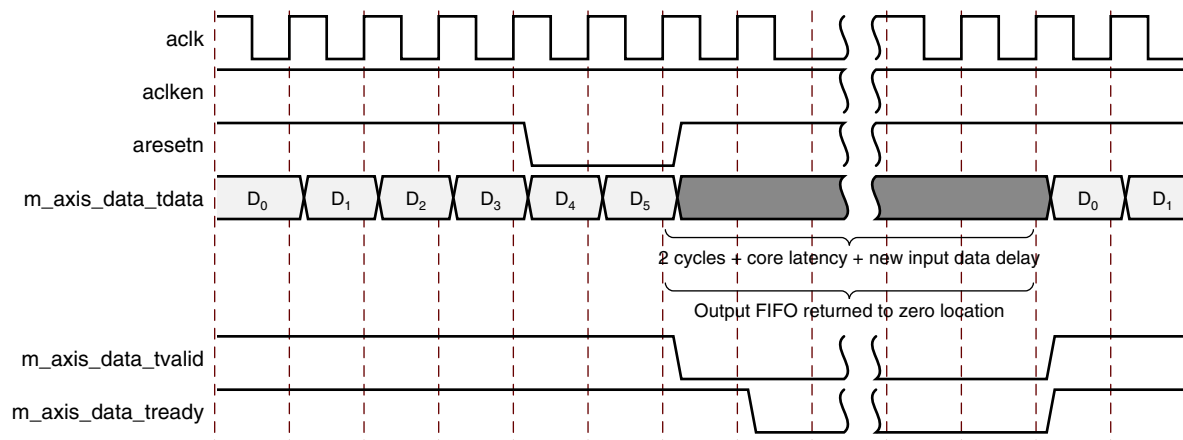 aclk
aclken
aresetn
m_axis_data_tdata D₀ D₁ D₂ D₃ D₄ D₅ D₀ D₁
2 cycles + core latency + new input data delay
Output FIFO returned to zero location
m_axis_data_tvalid
m_axis_data_tready